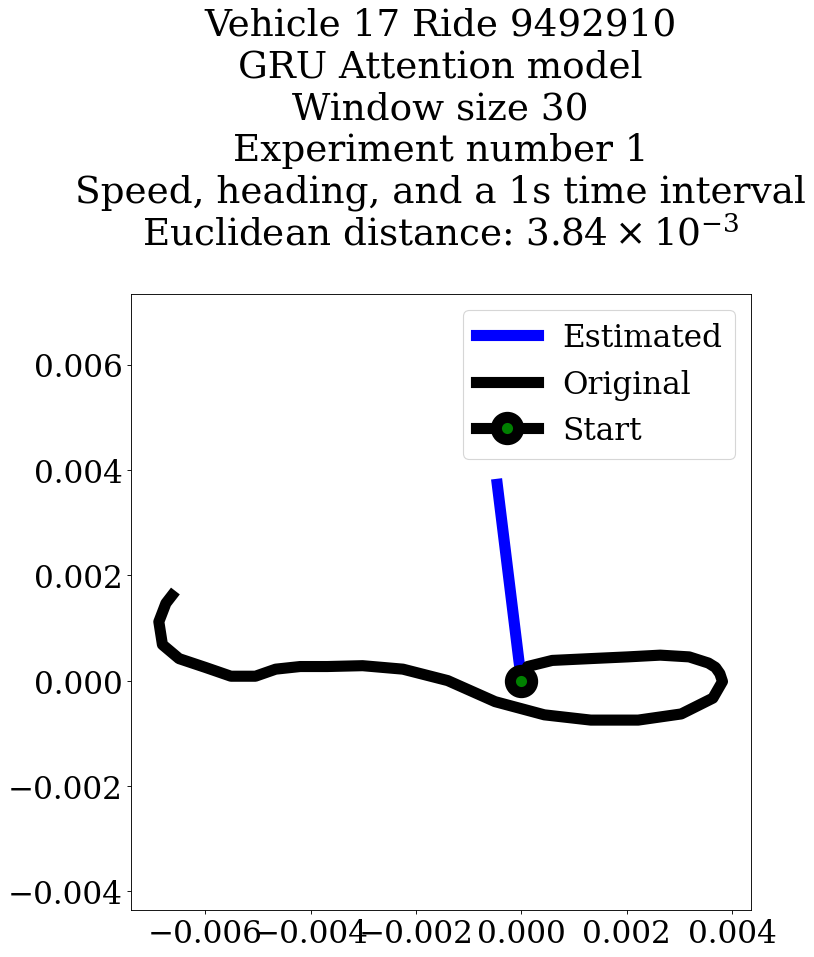 Vehicle 17 Ride 9492910
GRU Attention model
Window size 30
Experiment number 1
Speed, heading, and a 1s time interval
Euclidean distance: 3.84 × 10⁻³
Estimated
Original
Start
0.006
0.004
0.002
0.000
−0.002
−0.004
−0.006 −0.004 −0.002 0.000 0.002 0.004